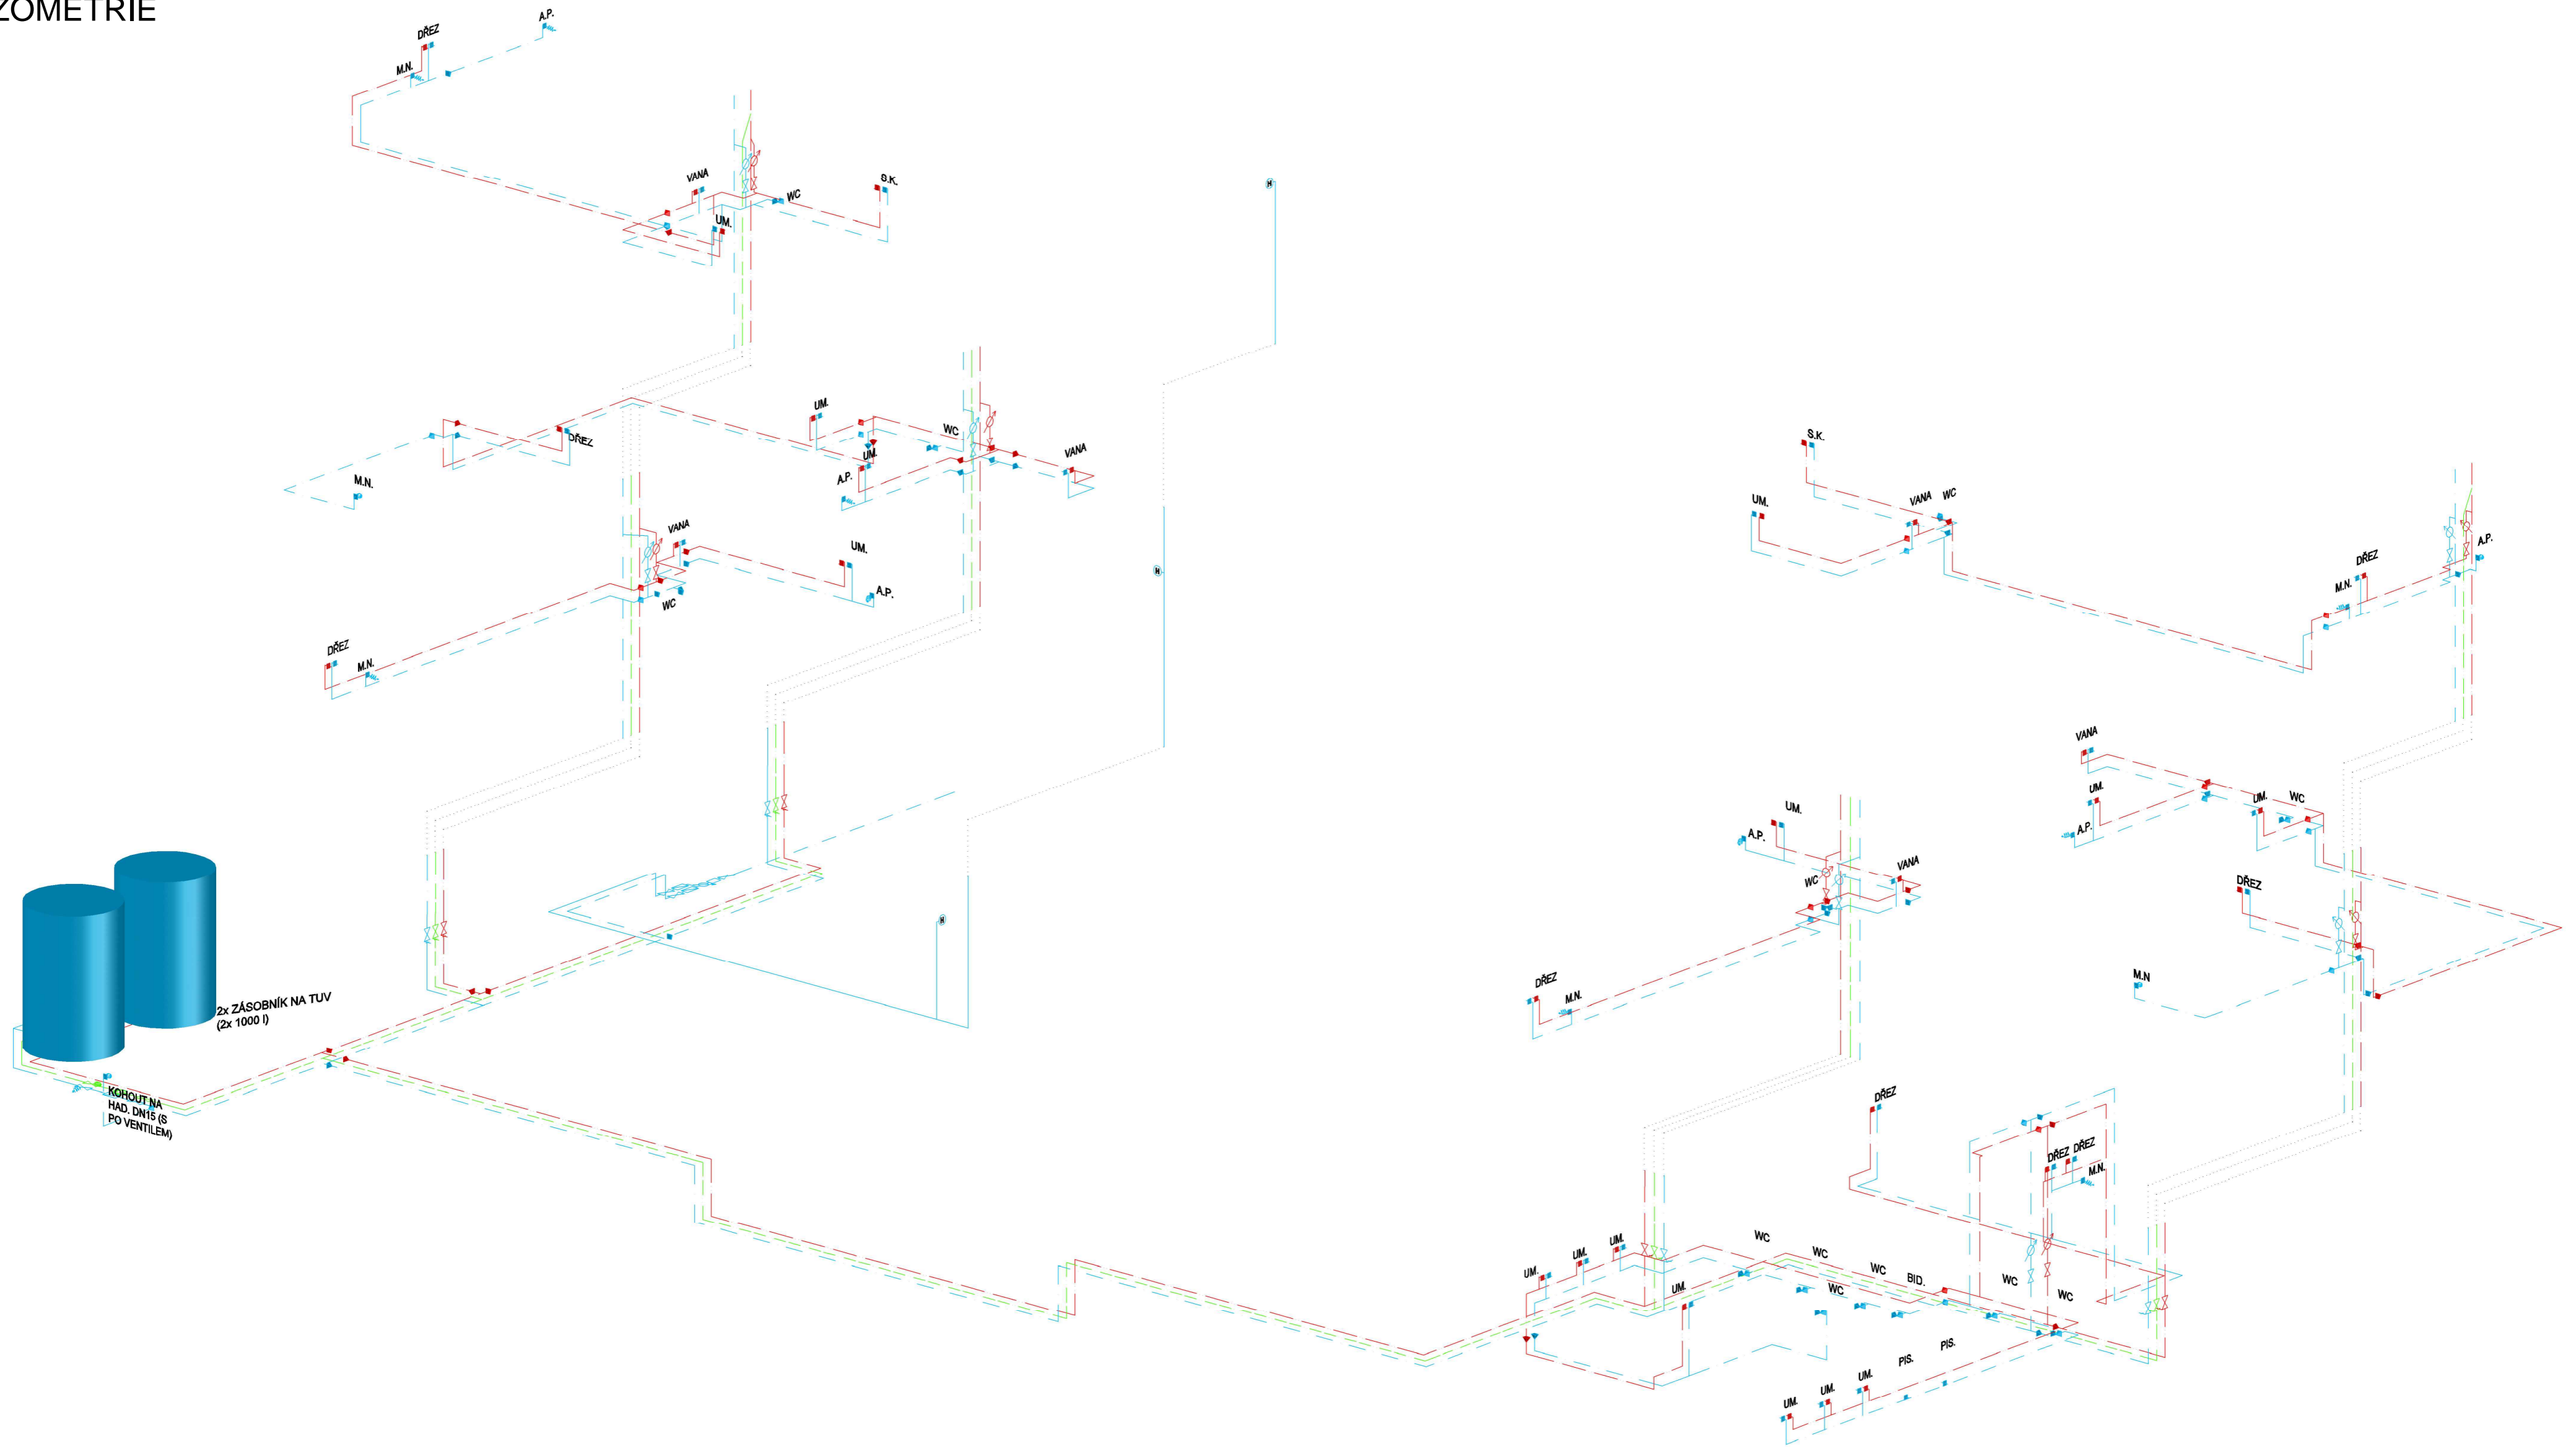 ZOMETRIE
A.P.
DŘEZ
M.N.
VANA
WC
S.K.
UM.
H
UM.
WC
DŘEZ
UM.
VANA
A.P.
M.N.
VANA
UM.
A.P.
WC
DŘEZ
M.N.
H
S.K.
UM.
VANA
WC
A.P.
DŘEZ
M.N.
VANA
UM.
UM.
WC
A.P.
UM.
A.P.
VANA
WC
DŘEZ
DŘEZ
M.N.
M.N
H
2x ZÁSOBNÍK NA TUV
(2x 1000 l)
KOHOUT NA
HAD. DN15 (S
PO VENTILEM)
DŘEZ
DŘEZ
DŘEZ
M.N.
UM.
UM.
UM.
WC
WC
WC
BID.
WC
WC
WC
UM.
PIS.
PIS.
UM.
UM.
UM.